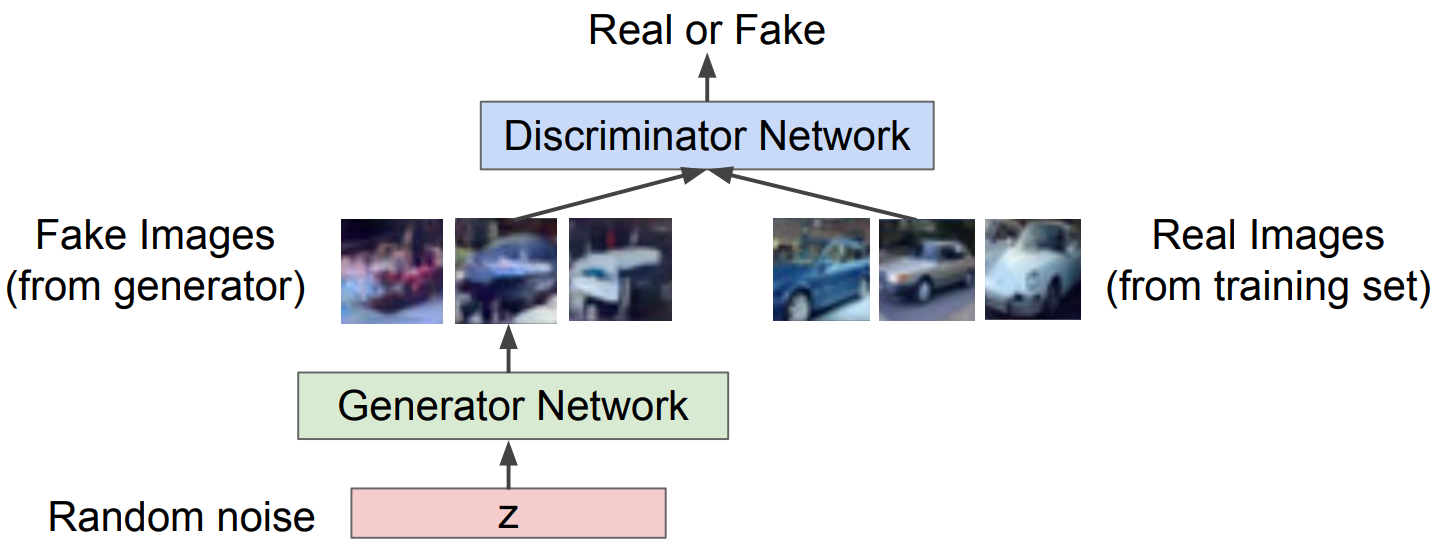 Real or Fake
Discriminator Network
Fake Images
(from generator)
Real Images
(from training set)
Generator Network
Random noise
z